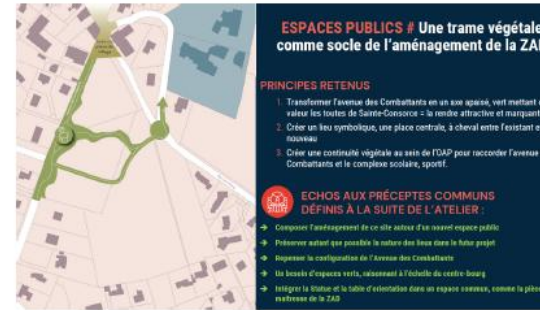 ESPACES PUBLICS # Une trame végétale
comme socle de l'aménagement de la ZA
PRINCIPES RETENUS
1. Transformer l'avenue des Combattants en un axe apaisé, vert mettant
valeur les toutes de Sainte-Consorce = la rendre attractive et marquant
2. Créer un lieu symbolique, une place centrale, à cheval entre l'existant e
nouveau
3. Créer une continuité végétale au sein de l'OAP pour raccorder l'avenue
Combattants et le complexe scolaire, sportif.
ECHOS AUX PRÉCEPTES COMMUNS
DÉFINIS À LA SUITE DE L'ATELIER :
→ Composer l'aménagement de ce site autour d'un nouvel espace public
→ Préserver autant que possible la nature des lieux dans le futur projet
→ Repenser la configuration de l'Avenue des Combattants
→ Un besoin d'espaces verts, raisonnant à l'échelle du centre-bourg
→ Intégrer la Statue et la table d'orientation dans un espace commun, comme la pièce
maîtresse de la ZAD